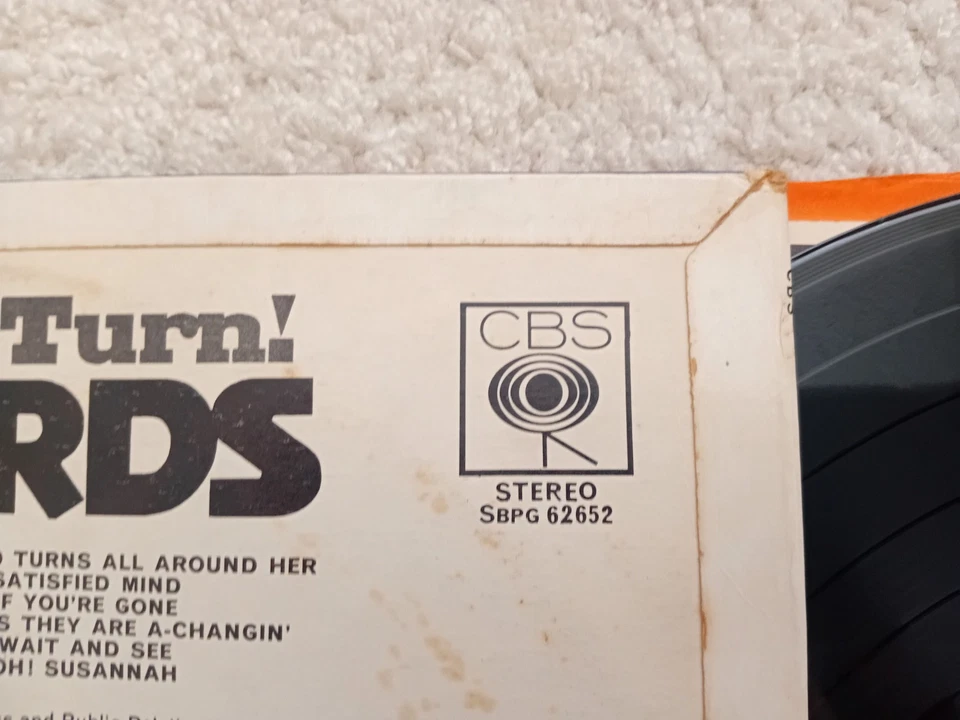 Turn!
RDS
CBS
STEREO
SBPG 62652
TURNS ALL AROUND HER
SATISFIED MIND
F YOU'RE GONE
S THEY ARE A-CHANGIN'
WAIT AND SEE
OH! SUSANNAH
CBS